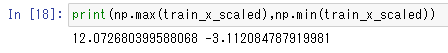 In [18]: print(np.max(train_x_scaled),np.min(train_x_scaled))
12.072680399588068 -3.112084787919981